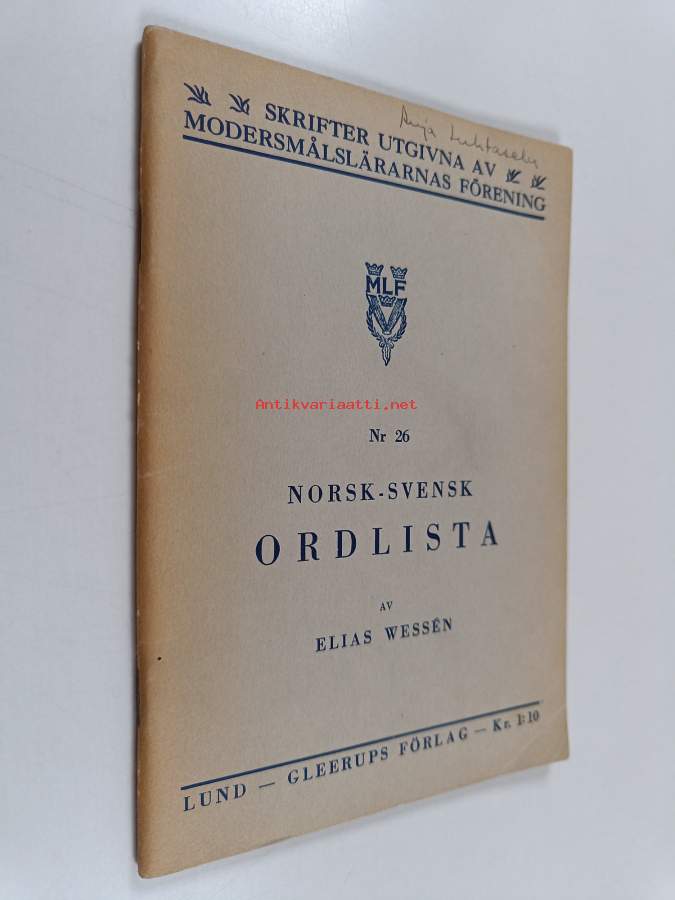 SKRIFTER UTGIVNA AV
MODERSMÅLSLÄRARNAS FÖRENING
MLF
Antikvariaatti.net
Nr 26
NORSK-SVENSK
ORDLISTA
AV
ELIAS WESSÉN
LUND — GLEERUPS FÖRLAG — Kr. 1:10